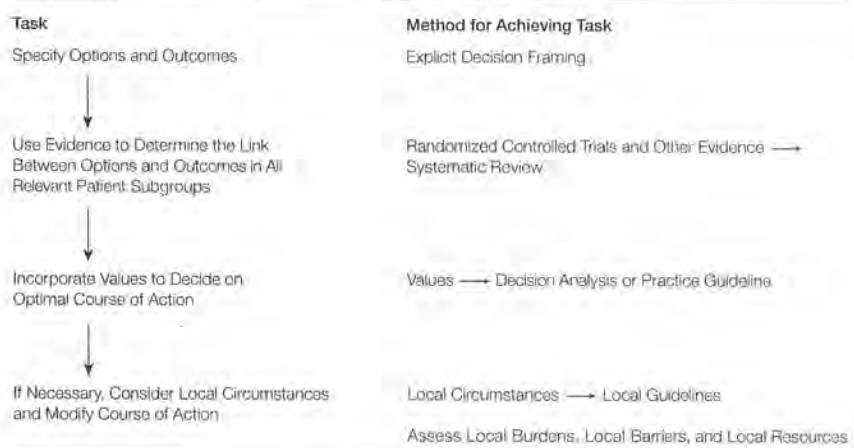 Task
Method for Achieving Task
Specify Options and Outcomes
Explicit Decision Framing
Use Evidence to Determine the Link
Between Options and Outcomes in All
Relevant Patient Subgroups
Randomized Controlled Trials and Other Evidence ⟶
Systematic Review
Incorporate Values to Decide on
Optimal Course of Action
Values ⟶ Decision Analysis or Practice Guideline
If Necessary, Consider Local Circumstances
and Modify Course of Action
Local Circumstances ⟶ Local Guidelines
Assess Local Burdens, Local Barriers, and Local Resources